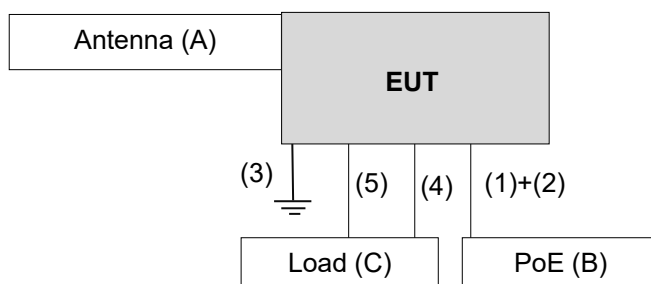 Antenna (A)
EUT
(3)
(5)
(4)
(1)+(2)
Load (C)
PoE (B)